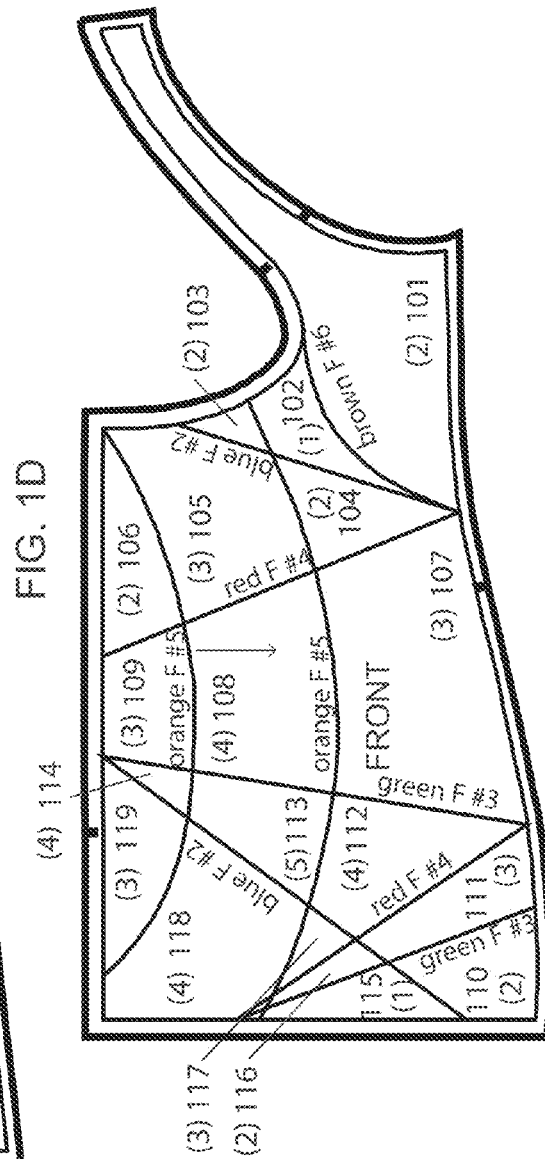 FIG. 1D
(2) 103
brown F #6
(2) 101
(1) 102
blue F #2
(2) 104
(3) 105
(2) 106
red F #4
(3) 107
(3) 109
orange F #5
(4) 108
orange F #5
FRONT
(4) 114
green F #3
(3) 119
blue F #2
(5) 113
(4) 112
red F #4
111
(3)
(4) 118
green F #3
115
(1)
110
(2)
(3) 117
(2) 116